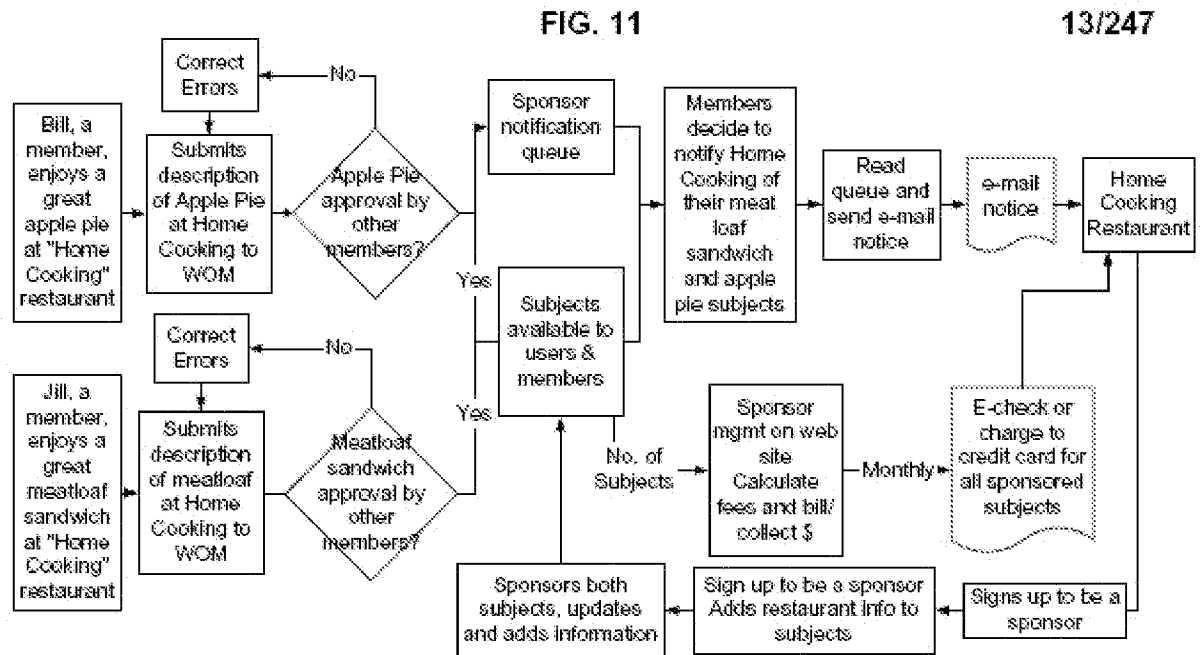 FIG. 11
13/247
Correct
Errors
No
Bill, a
member,
enjoys a
great
apple pie
at "Home
Cooking"
restaurant
Submits
description
of Apple Pie
at Home
Cooking to
WOM
Apple Pie
approval by
other
members?
Yes
Sponsor
notification
queue
Members
decide to
notify Home
Cooking of
their meat
loaf
sandwich
and apple
pie subjects
Read
queue and
send e-mail
notice
e-mail
notice
Home
Cooking
Restaurant
Subjects
available to
users &
members
Correct
Errors
No
Jill, a
member,
enjoys a
great
meatloaf
sandwich
at "Home
Cooking"
restaurant
Submits
description
of meatloaf
at Home
Cooking to
WOM
Meatloaf
sandwich
approval by
other
members?
Yes
No. of
Subjects
Sponsor
mgmt on web
site
Calculate
fees and bill/
collect $
Monthly
E-check or
charge to
credit card for
all sponsored
subjects
Sponsors both
subjects, updates
and adds information
Sign up to be a sponsor
Adds restaurant info to
subjects
Signs up to be a
sponsor